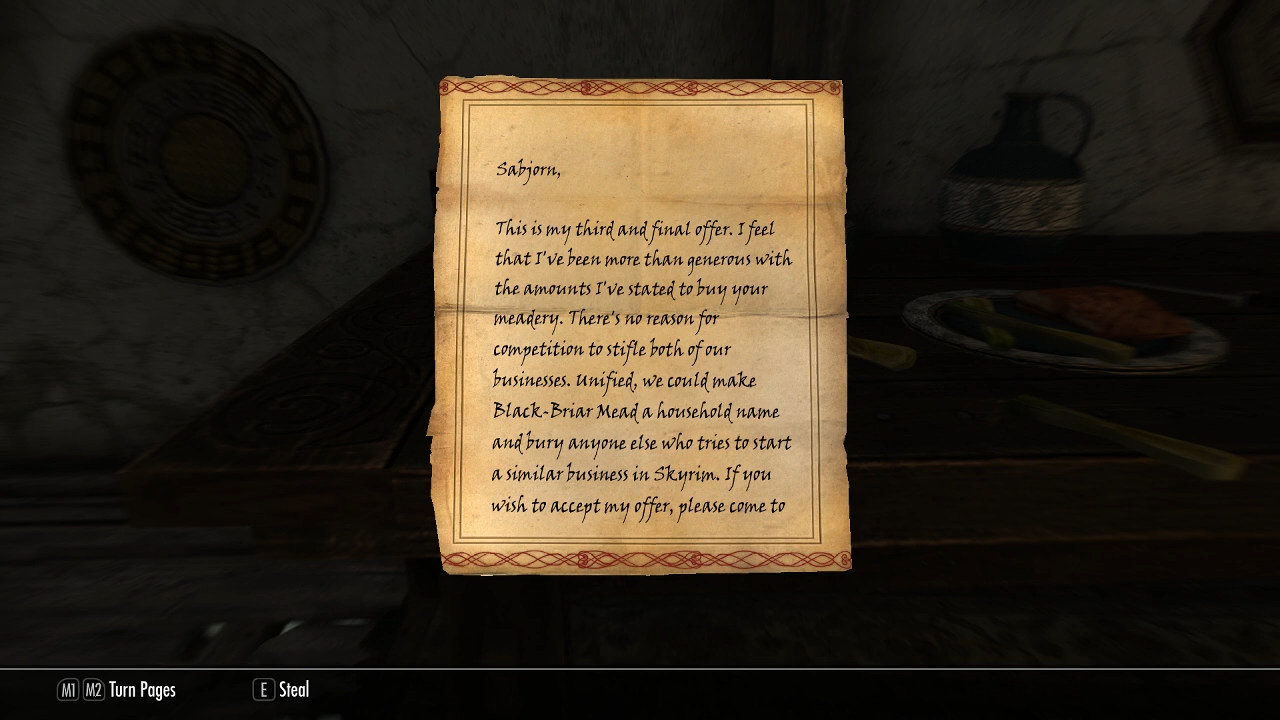 Sabjorn,
This is my third and final offer. I feel
that I've been more than generous with
the amounts I've stated to buy your
meadery. There's no reason for
competition to stifle both of our
businesses. Unified, we could make
Black-Briar Mead a household name
and bury anyone else who tries to start
a similar business in Skyrim. If you
wish to accept my offer, please come to
M1 M2 Turn Pages
E Steal